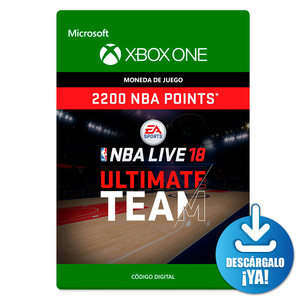 Microsoft
XBOX ONE
MONEDA DE JUEGO
2200 NBA POINTS*
EA
SPORTS
NBA LIVE 18
ULTIMATE
TEAM
CÓDIGO DIGITAL
DESCÁRGALO
¡YA!